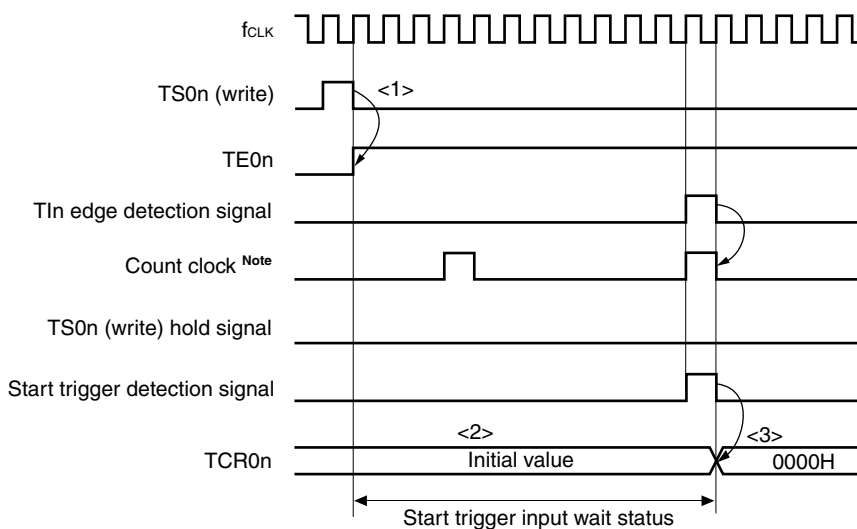 fCLK
TS0n (write)
<1>
TE0n
TIn edge detection signal
Count clock Note
TS0n (write) hold signal
Start trigger detection signal
<2>
<3>
TCR0n
Initial value
0000H
Start trigger input wait status